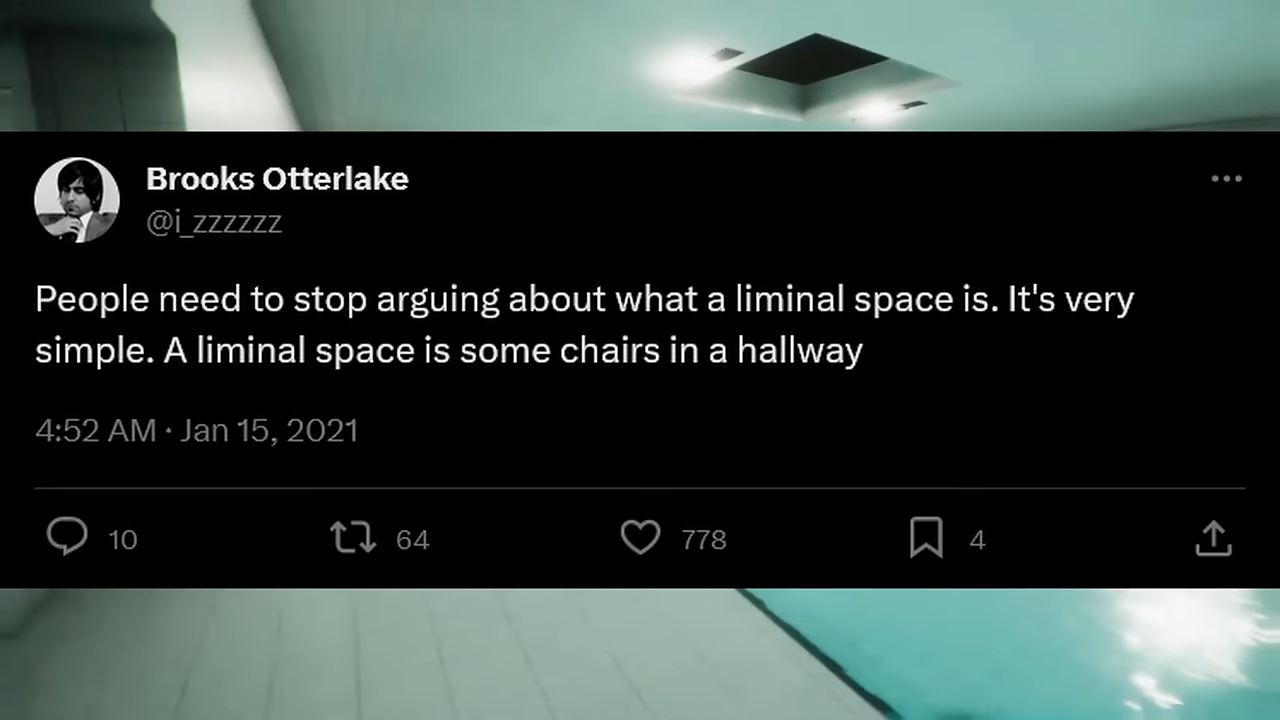 Brooks Otterlake
@i_zzzzzz
People need to stop arguing about what a liminal space is. It's very
simple. A liminal space is some chairs in a hallway
4:52 AM · Jan 15, 2021
10 64 778 4